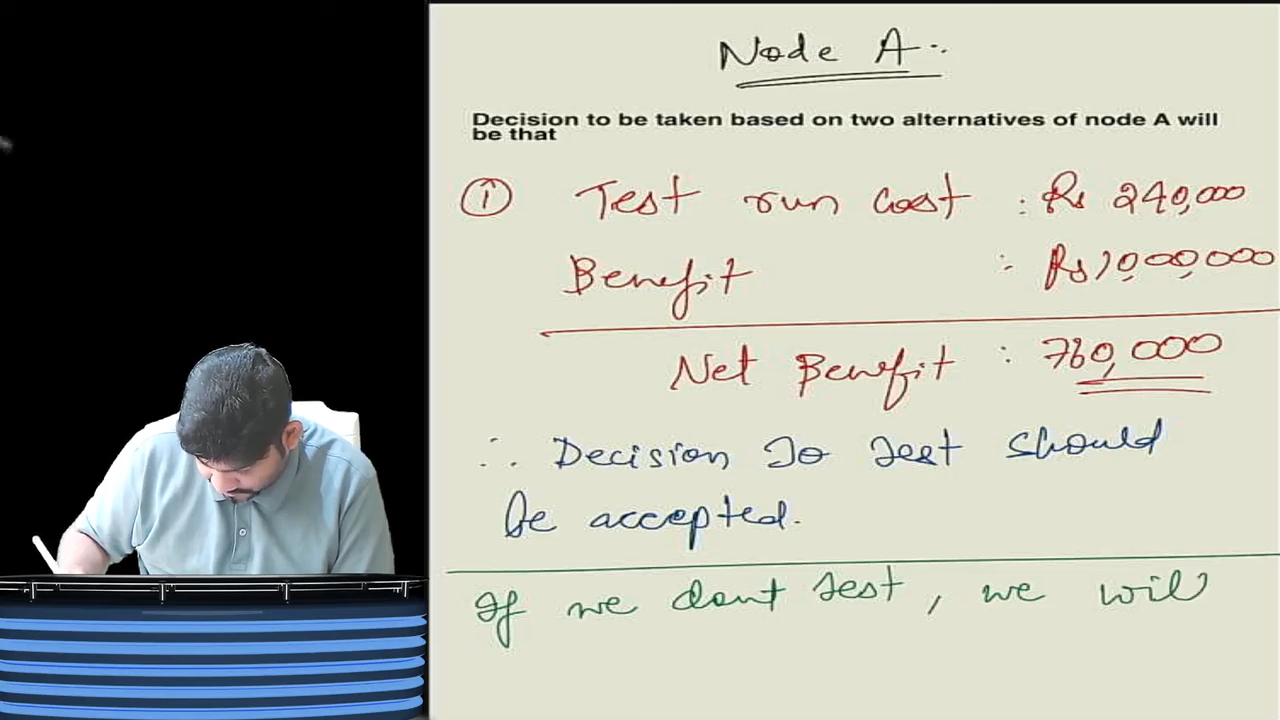 Node A:-
Decision to be taken based on two alternatives of node A will
be that
① Test run cost : Rs 240,000
Benefit : Rs 1,000,000
Net Benefit : 760,000
∴ Decision To Test should
be accepted.
If we dont test, we will